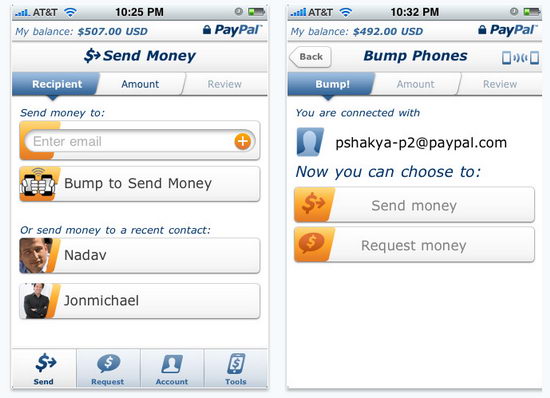 AT&T 10:25 PM
My balance: $507.00 USD PayPal™
Send Money
Recipient Amount Review
Send money to:
Enter email
Bump to Send Money
Or send money to a recent contact:
Nadav
Jonmichael
Send Request Account Tools
AT&T 10:32 PM
My balance: $492.00 USD PayPal™
Back Bump Phones
Bump! Amount Review
You are connected with
pshakya-p2@paypal.com
Now you can choose to:
Send money
Request money